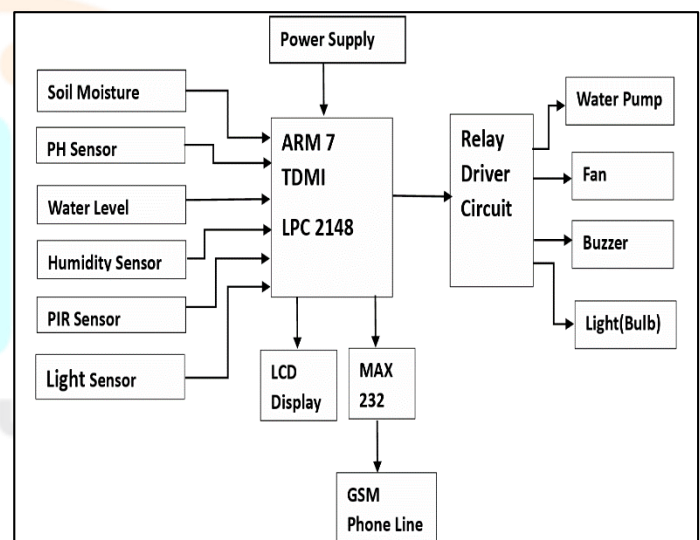 Power Supply
Soil Moisture
PH Sensor
Water Level
Humidity Sensor
PIR Sensor
Light Sensor
ARM 7
TDMI
LPC 2148
Relay
Driver
Circuit
Water Pump
Fan
Buzzer
Light(Bulb)
LCD
Display
MAX
232
GSM
Phone Line